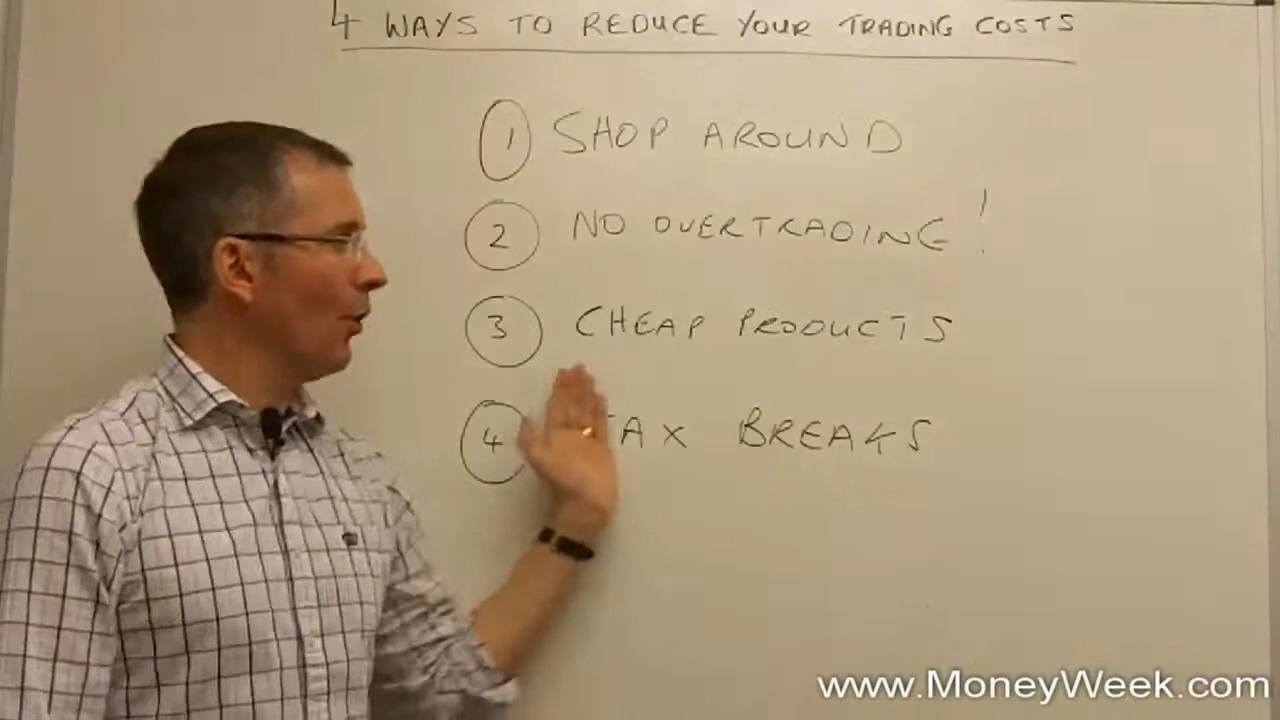 4 WAYS TO REDUCE YOUR TRADING COSTS
1 SHOP AROUND
2 NO OVERTRADING!
3 CHEAP PRODUCTS
4 TAX BREAKS
www.MoneyWeek.com